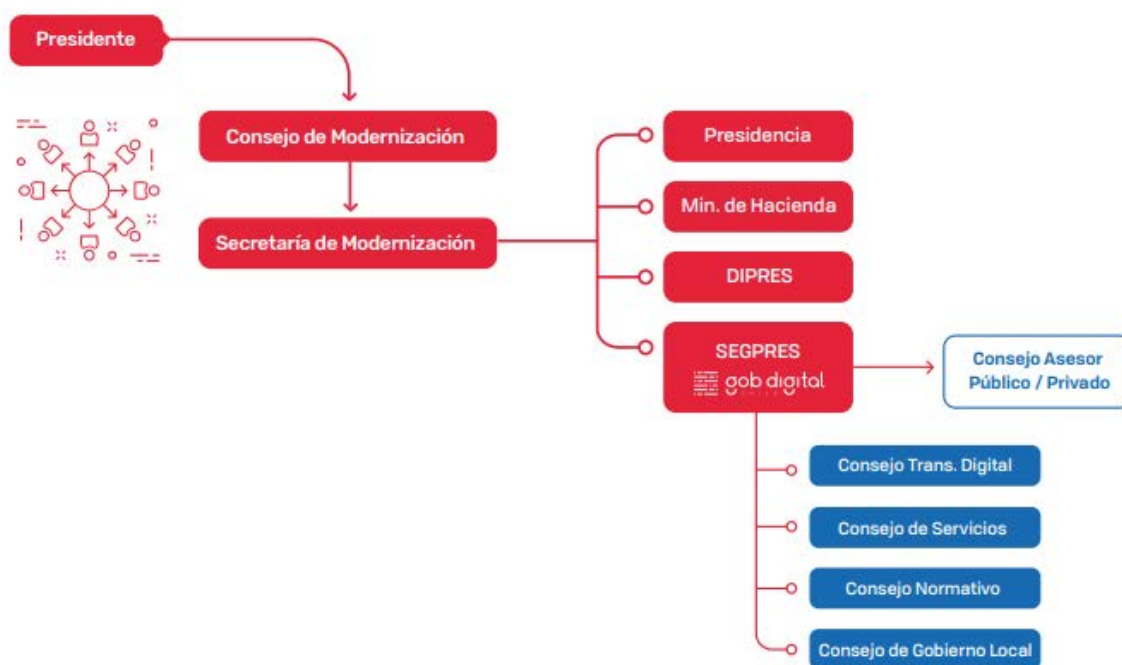 Presidente
Consejo de Modernización
Secretaría de Modernización
Presidencia
Min. de Hacienda
DIPRES
SEGPRES
gob digital
Consejo Asesor
Público / Privado
Consejo Trans. Digital
Consejo de Servicios
Consejo Normativo
Consejo de Gobierno Local